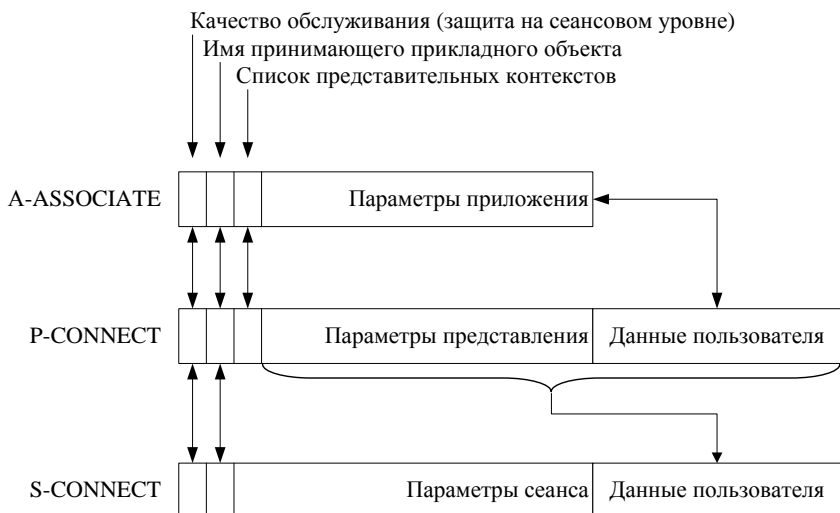 Качество обслуживания (защита на сеансовом уровне)
Имя принимающего прикладного объекта
Список представительных контекстов
A-ASSOCIATE
Параметры приложения
P-CONNECT
Параметры представления
Данные пользователя
S-CONNECT
Параметры сеанса
Данные пользователя